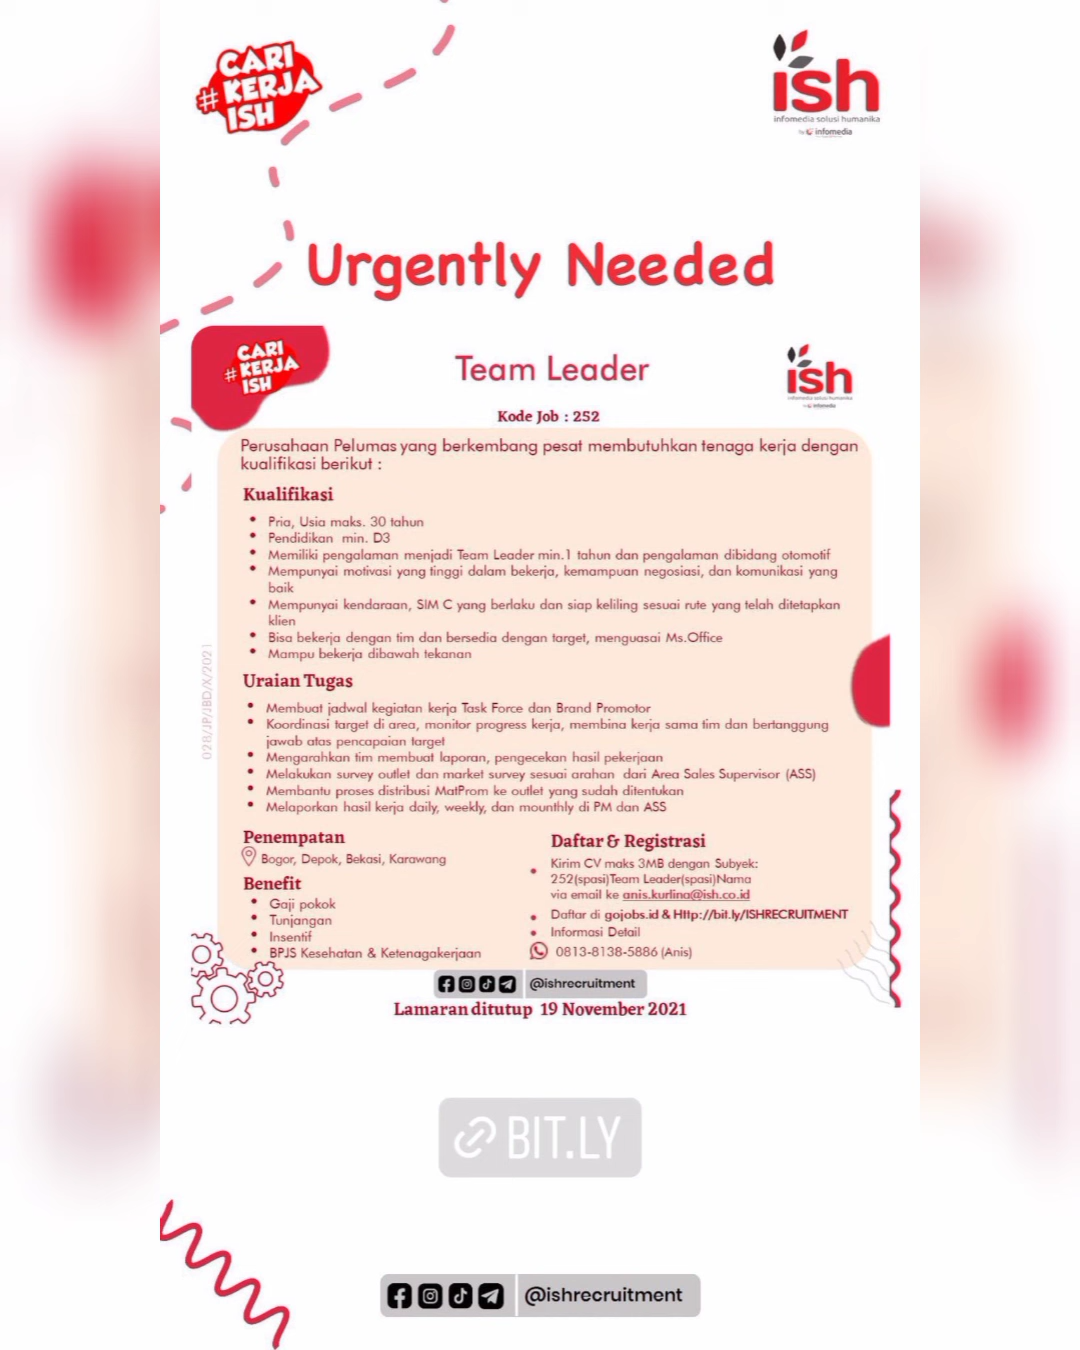 CARI
# KERJA
ISH
ish
infomedia solusi humanika
by infomedia
Urgently Needed
CARI
# KERJA
ISH
Team Leader
ish
infomedia solusi humanika
Kode Job : 252
Perusahaan Pelumas yang berkembang pesat membutuhkan tenaga kerja dengan
kualifikasi berikut :
Kualifikasi
• Pria, Usia maks. 30 tahun
• Pendidikan min. D3
• Memiliki pengalaman menjadi Team Leader min.1 tahun dan pengalaman dibidang otomotif
• Mempunyai motivasi yang tinggi dalam bekerja, kemampuan negosiasi, dan komunikasi yang
baik
• Mempunyai kendaraan, SIM C yang berlaku dan siap keliling sesuai rute yang telah ditetapkan
klien
• Bisa bekerja dengan tim dan bersedia dengan target, menguasai Ms.Office
• Mampu bekerja dibawah tekanan
028/JP/JBD/X/2021
Uraian Tugas
• Membuat jadwal kegiatan kerja Task Force dan Brand Promotor
• Koordinasi target di area, monitor progress kerja, membina kerja sama tim dan bertanggung
jawab atas pencapaian target
• Mengarahkan tim membuat laporan, pengecekan hasil pekerjaan
• Melakukan survey outlet dan market survey sesuai arahan dari Area Sales Supervisor (ASS)
• Membantu proses distribusi MatProm ke outlet yang sudah ditentukan
• Melaporkan hasil kerja daily, weekly, dan mounthly di PM dan ASS
Penempatan
Bogor, Depok, Bekasi, Karawang
Benefit
• Gaji pokok
• Tunjangan
• Insentif
• BPJS Kesehatan & Ketenagakerjaan
Daftar & Registrasi
• Kirim CV maks 3MB dengan Subyek:
252(spasi)Team Leader(spasi)Nama
via email ke anis.kurlina@ish.co.id
• Daftar di gojobs.id & Http://bit.ly/ISHRECRUITMENT
• Informasi Detail
0813-8138-5886 (Anis)
@ishrecruitment
Lamaran ditutup 19 November 2021
BIT.LY
@ishrecruitment